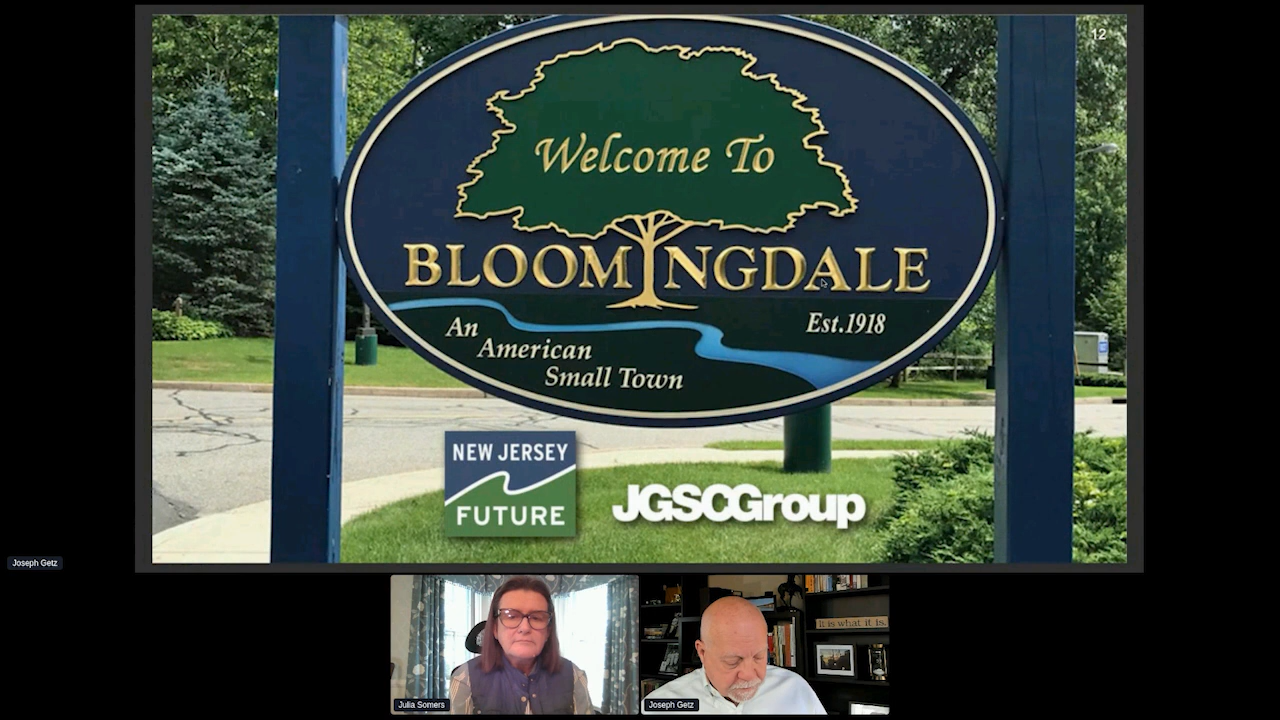 12
Welcome To
BLOOMINGDALE
Est.1918
An
American
Small Town
NEW JERSEY
FUTURE
JGSCGroup
Joseph Getz
It is what it is.
Julia Somers
Joseph Getz